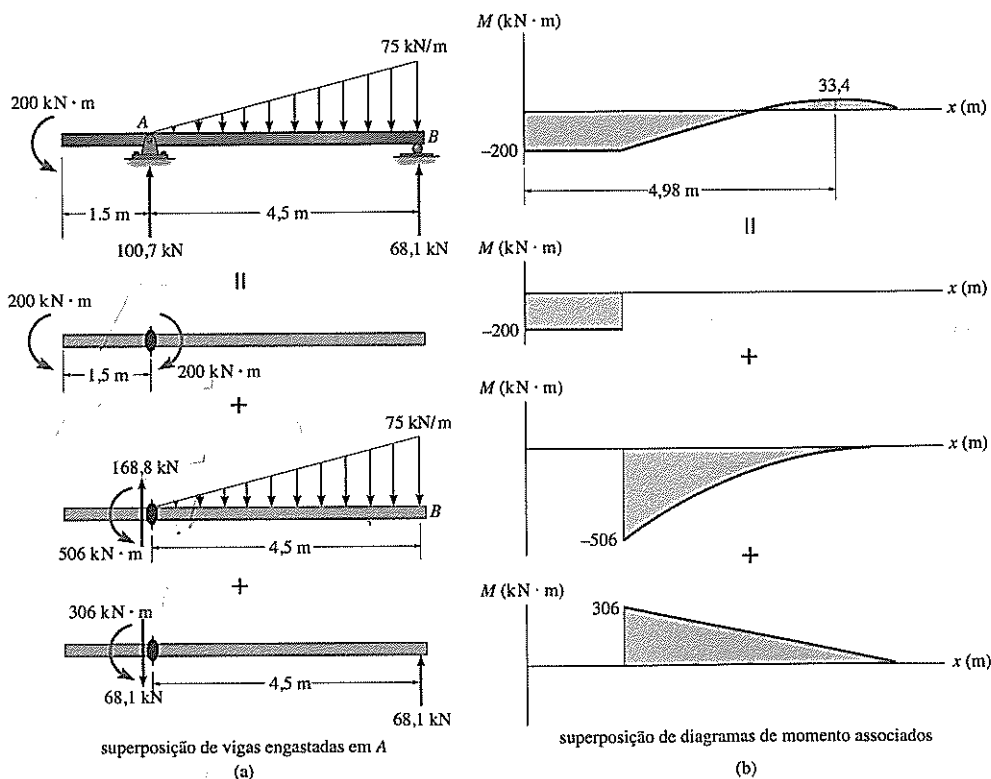 75 kN/m
200 kN · m
A
B
1.5 m
4,5 m
100,7 kN
68,1 kN
=
200 kN · m
200 kN · m
1,5 m
+
75 kN/m
168,8 kN
B
506 kN · m
4,5 m
+
306 kN · m
4,5 m
68,1 kN
68,1 kN
superposição de vigas engastadas em A
(a)
M (kN · m)
33,4
x (m)
–200
4,98 m
=
M (kN · m)
x (m)
–200
+
M (kN · m)
x (m)
–506
+
M (kN · m)
306
x (m)
superposição de diagramas de momento associados
(b)